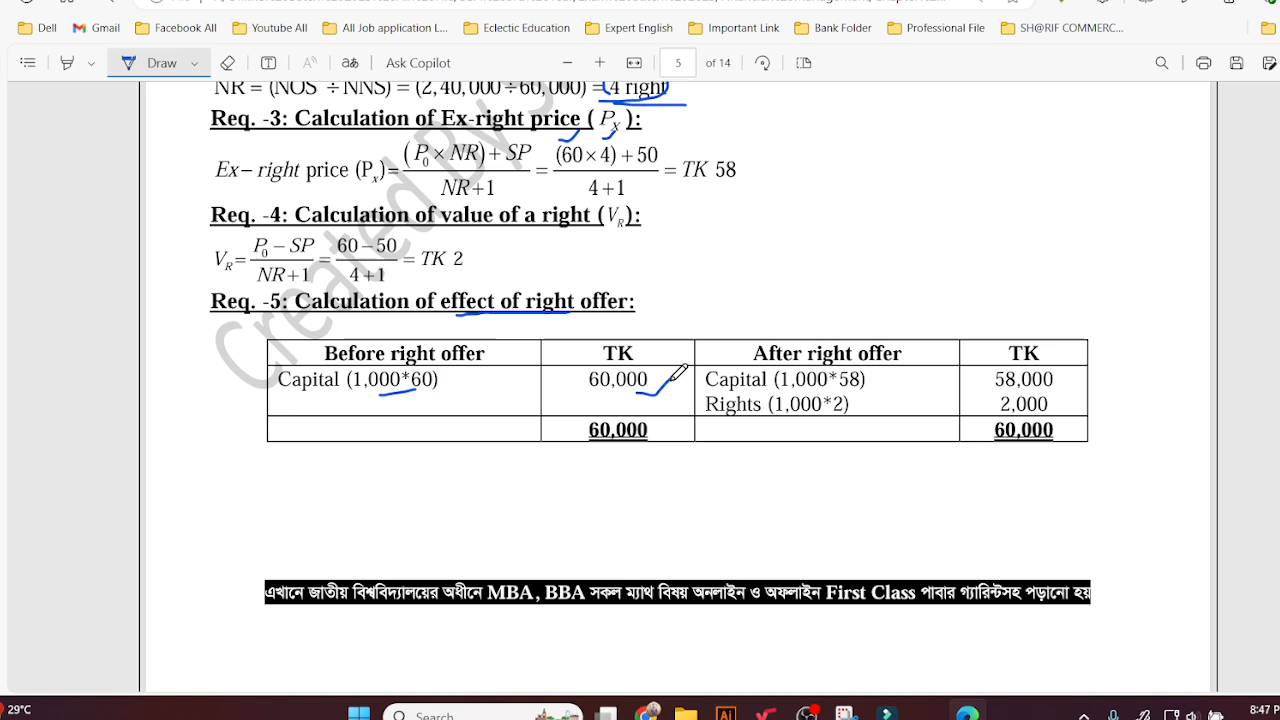 Dell Gmail Facebook All Youtube All All Job application L... Eclectic Education Expert English Important Link Bank Folder Professional File SH@RIF COMMERC...
Draw Ask Copilot 5 of 14
NR = (NOS ÷ NNS) = (2,40,000 ÷ 60,000) = (4 right
Req. -3: Calculation of Ex-right price ( Pₓ ):
Ex – right price (Pₓ)= (P₀ × NR) + SP / NR+1 = (60×4)+50 / 4+1 = TK 58
Req. -4: Calculation of value of a right (V_R):
V_R = P₀ – SP / NR+1 = 60 – 50 / 4+1 = TK 2
Req. -5: Calculation of effect of right offer:
Before right offer TK After right offer TK
Capital (1,000*60) 60,000 Capital (1,000*58) 58,000
Rights (1,000*2) 2,000
60,000 60,000
Created By
এখানে জাতীয় বিশ্ববিদ্যালয়ের অধীনে MBA, BBA সকল ম্যাথ বিষয় অনলাইন ও অফলাইন First Class পাবার গ্যারিন্টসহ পড়ানো হয়
29°C Search 8:47 P